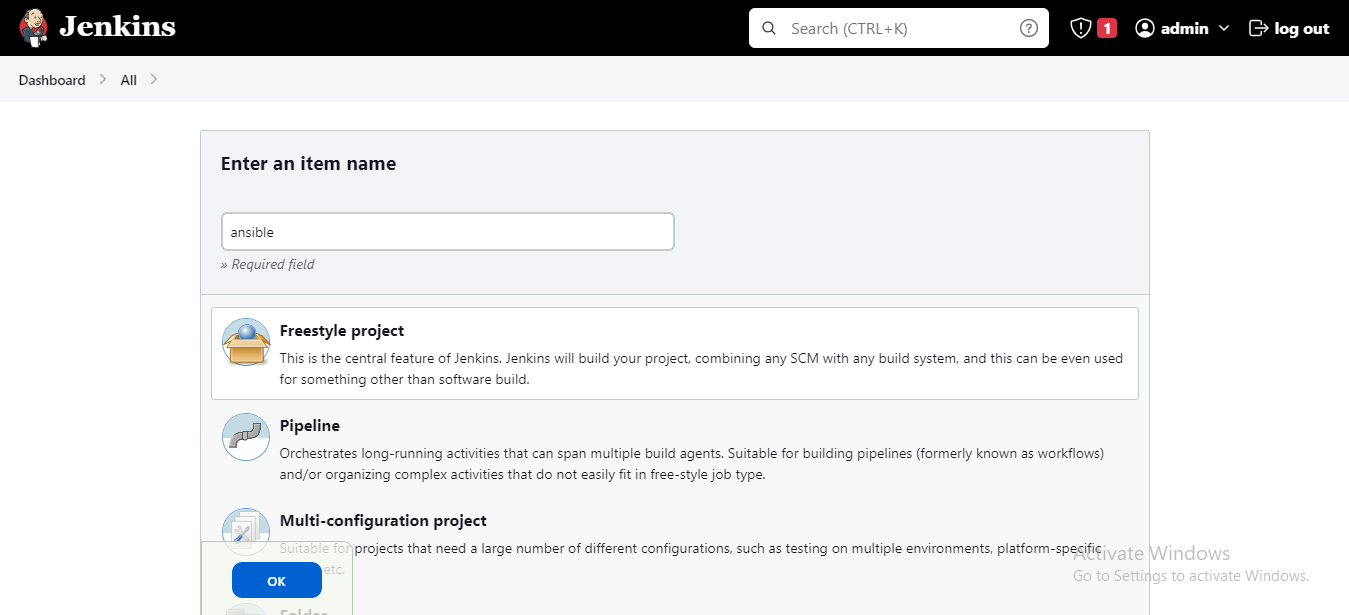 Jenkins
Search (CTRL+K)
1
admin
log out
Dashboard
All
Enter an item name
ansible
» Required field
Freestyle project
This is the central feature of Jenkins. Jenkins will build your project, combining any SCM with any build system, and this can be even used
for something other than software build.
Pipeline
Orchestrates long-running activities that can span multiple build agents. Suitable for building pipelines (formerly known as workflows)
and/or organizing complex activities that do not easily fit in free-style job type.
Multi-configuration project
Suitable for projects that need a large number of different configurations, such as testing on multiple environments, platform-specific
etc.
OK
Folder
Activate Windows
Go to Settings to activate Windows.